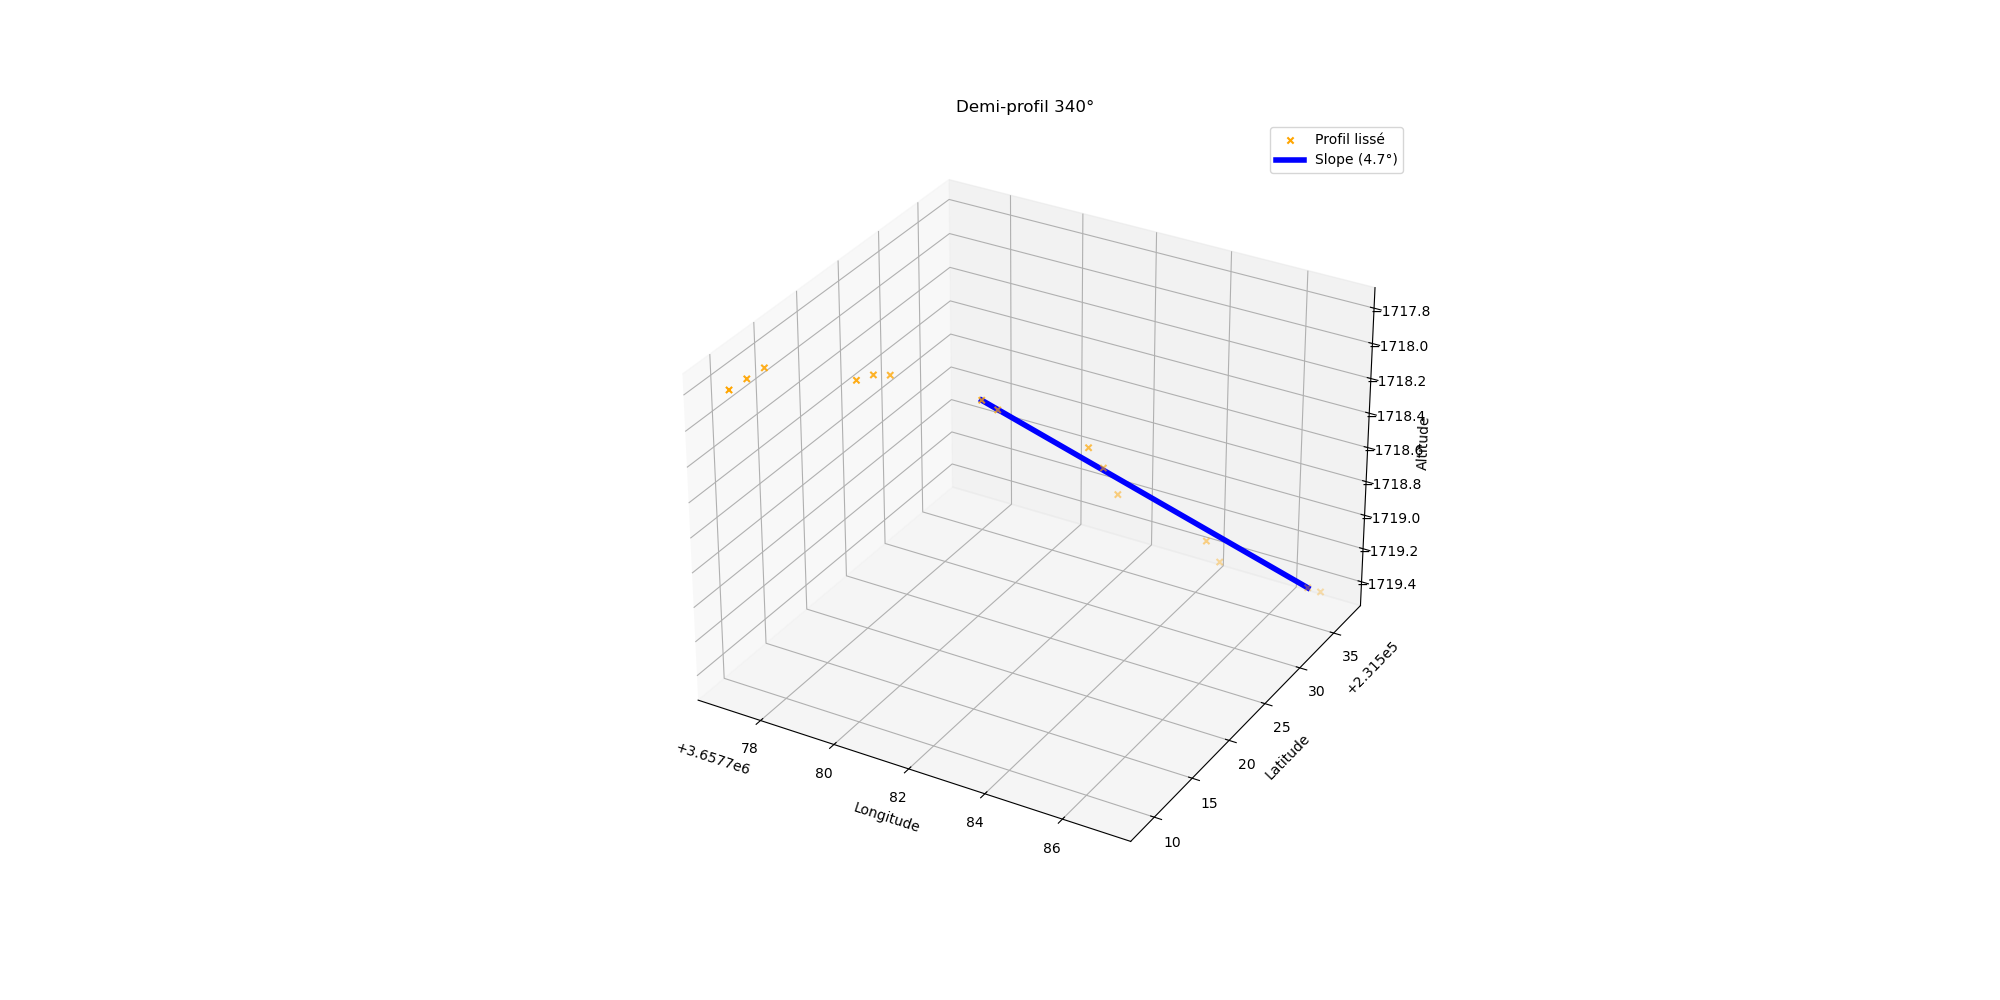 Demi-profil 340°
Profil lissé
Slope (4.7°)
−1717.8
−1718.0
−1718.2
−1718.4
−1718.6
−1718.8
−1719.0
−1719.2
−1719.4
Altitude
35
30
25
20
15
10
+2.315e5
Latitude
78
80
82
84
86
+3.6577e6
Longitude